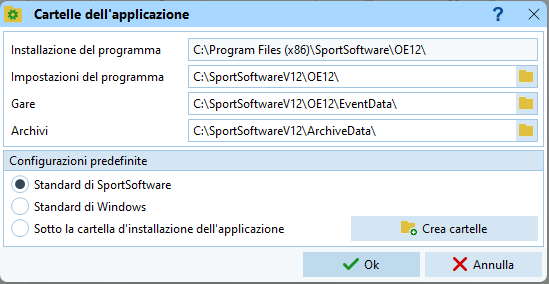 Cartelle dell'applicazione
Installazione del programma C:\Program Files (x86)\SportSoftware\OE12\
Impostazioni del programma C:\SportSoftwareV12\OE12\
Gare C:\SportSoftwareV12\OE12\EventData\
Archivi C:\SportSoftwareV12\ArchiveData\
Configurazioni predefinite
Standard di SportSoftware
Standard di Windows
Sotto la cartella d'installazione dell'applicazione Crea cartelle
Ok Annulla